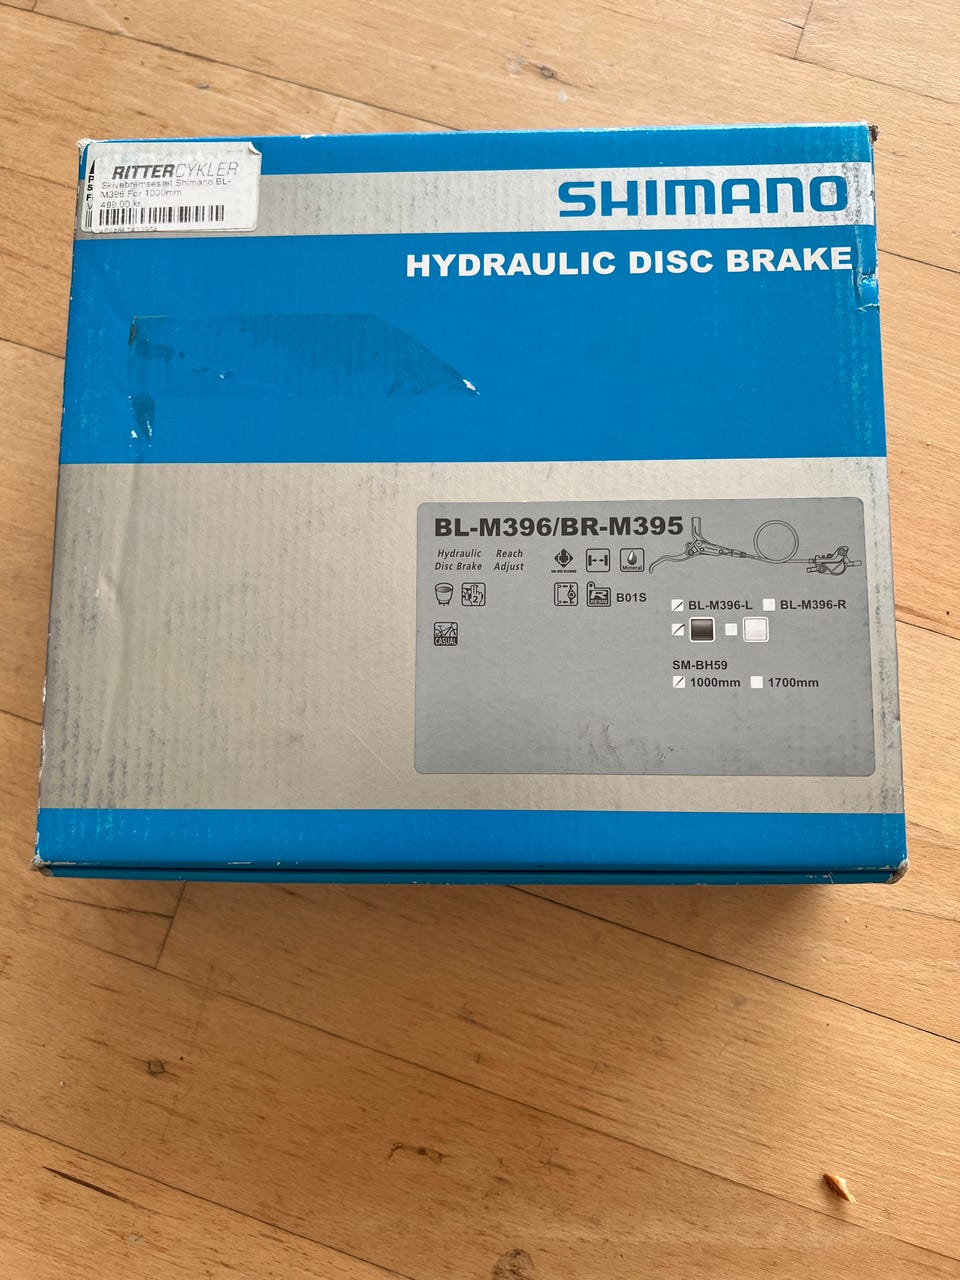 RITTERCYKLER
Skivebremsesæt Shimano BL-
M396 For 1000mm
499,00 kr.
SHIMANO
HYDRAULIC DISC BRAKE
BL-M396/BR-M395
Hydraulic Disc Brake
Reach Adjust
Mineral
B01S
BL-M396-L BL-M396-R
CASUAL
SM-BH59
1000mm 1700mm